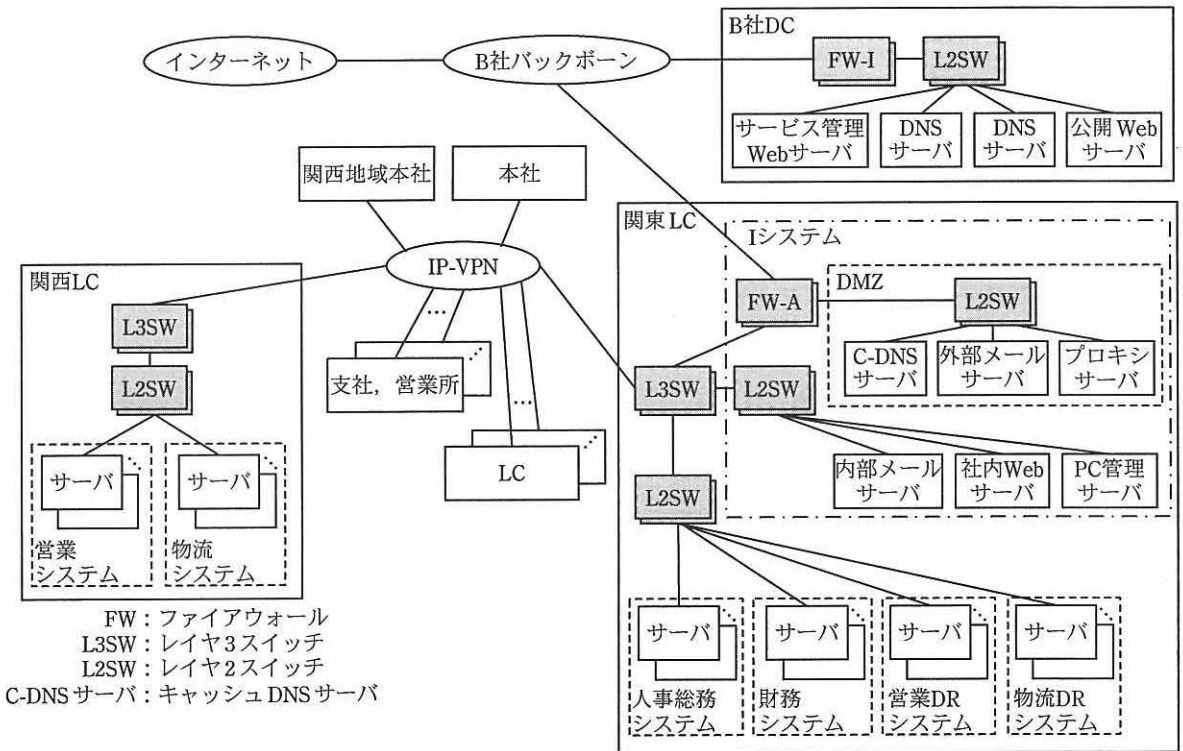 B社DC
インターネット
B社バックボーン
FW-I
L2SW
サービス管理
Webサーバ
DNS
サーバ
DNS
サーバ
公開Web
サーバ
関西地域本社
本社
IP-VPN
関東LC
Iシステム
FW-A
DMZ
L2SW
C-DNS
サーバ
外部メール
サーバ
プロキシ
サーバ
関西LC
L3SW
L2SW
サーバ
サーバ
営業
システム
物流
システム
…
支社,営業所
…
LC
L3SW
L2SW
内部メール
サーバ
社内Web
サーバ
PC管理
サーバ
L2SW
サーバ
サーバ
サーバ
サーバ
人事総務
システム
財務
システム
営業DR
システム
物流DR
システム
FW:ファイアウォール
L3SW:レイヤ3スイッチ
L2SW:レイヤ2スイッチ
C-DNSサーバ:キャッシュDNSサーバ